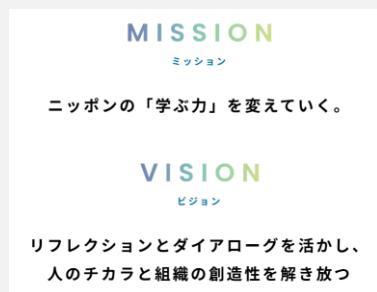 MISSION
ミッション
ニッポンの「学ぶ力」を変えていく。
VISION
ビジョン
リフレクションとダイアローグを活かし、
人のチカラと組織の創造性を解き放つ